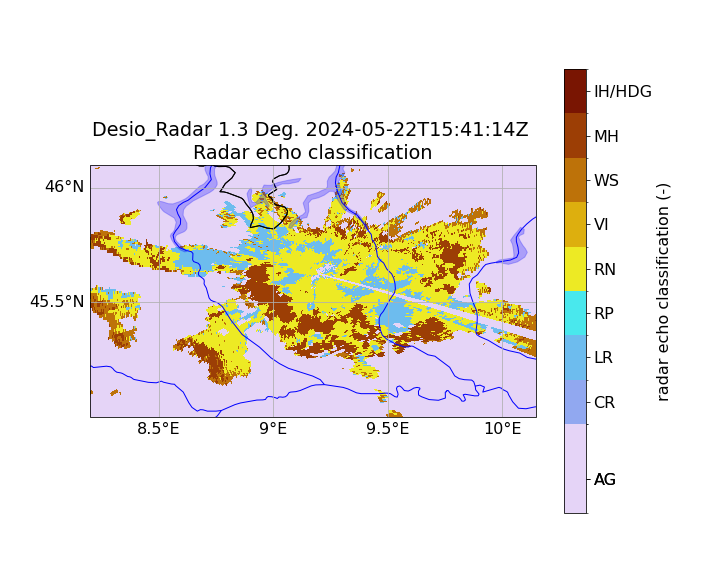 Desio_Radar 1.3 Deg. 2024-05-22T15:41:14Z
Radar echo classification
46°N
45.5°N
8.5°E
9°E
9.5°E
10°E
IH/HDG
MH
WS
VI
RN
RP
LR
CR
AG
radar echo classification (-)